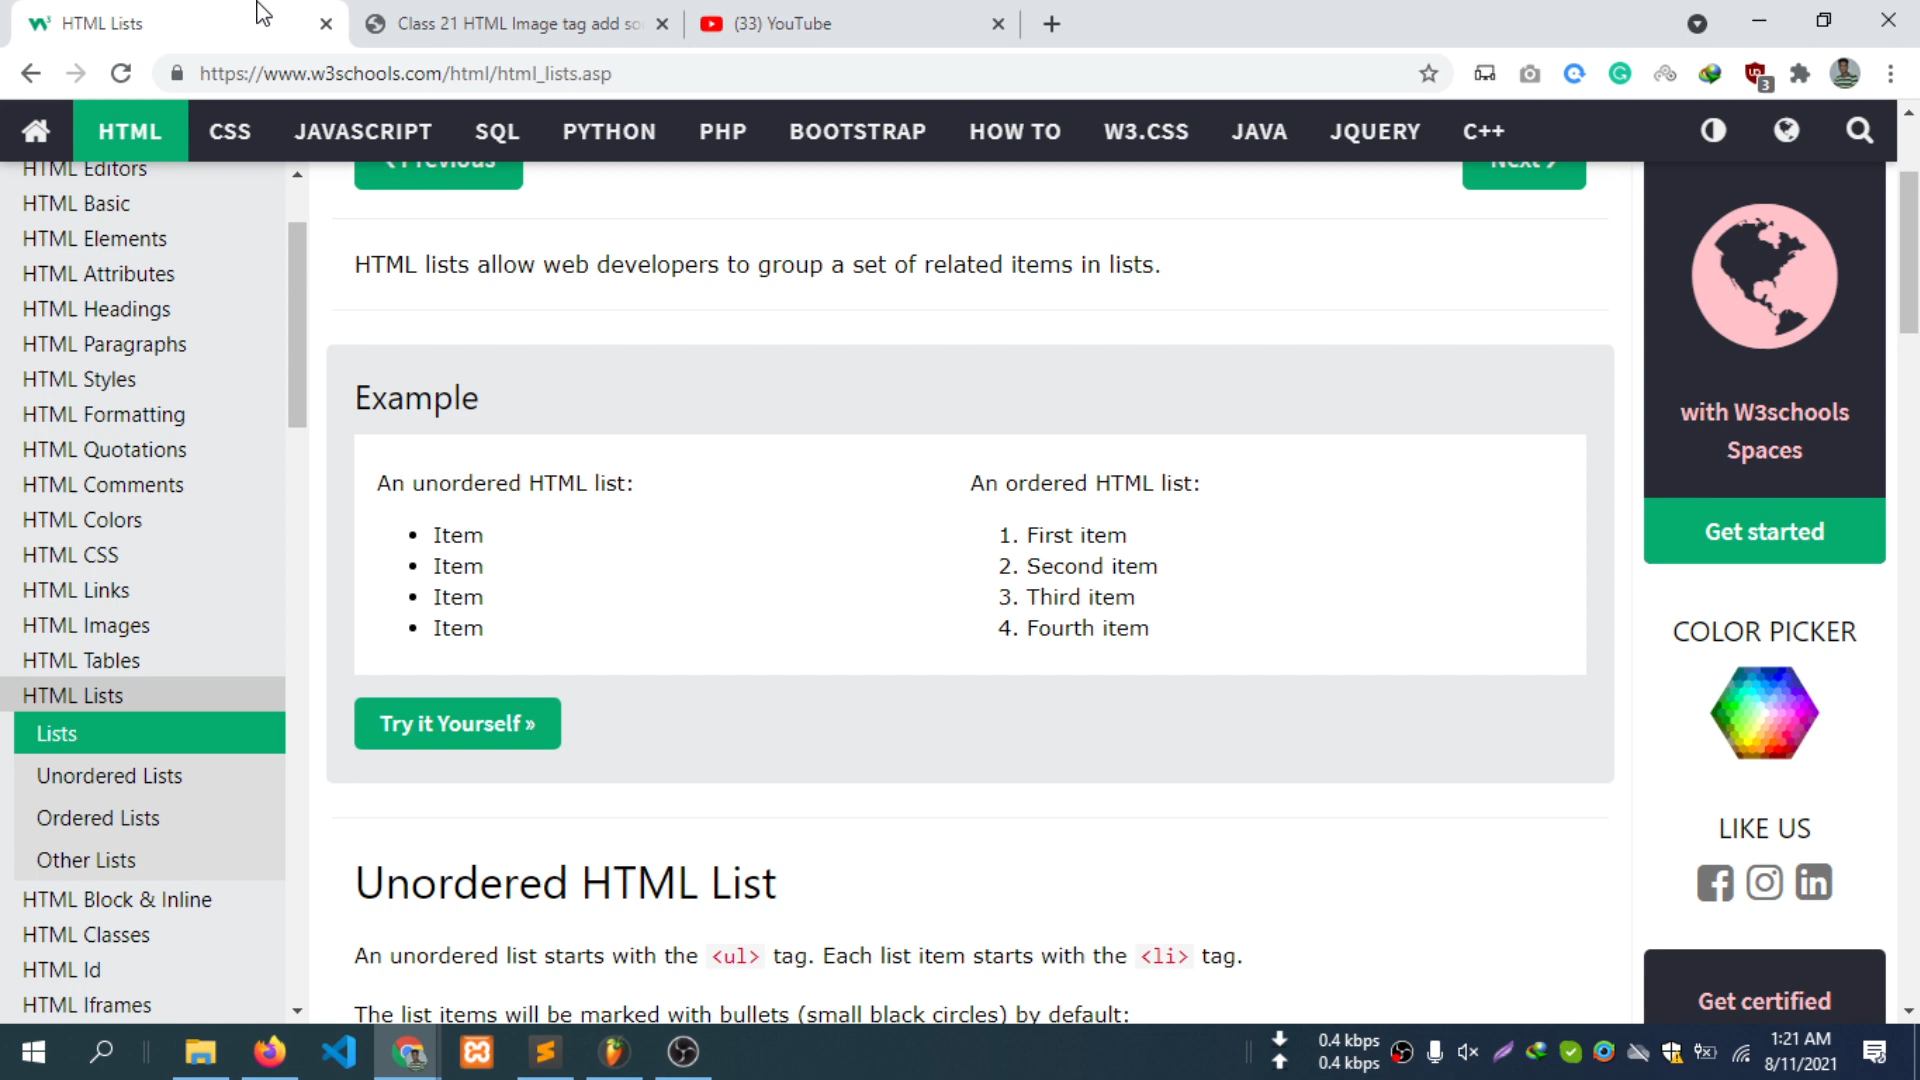 HTML Lists
Class 21 HTML Image tag add so
(33) YouTube
https://www.w3schools.com/html/html_lists.asp
3
HTML
CSS
JAVASCRIPT
SQL
PYTHON
PHP
BOOTSTRAP
HOW TO
W3.CSS
JAVA
JQUERY
C++
HTML Editors
HTML Basic
HTML Elements
HTML Attributes
HTML Headings
HTML Paragraphs
HTML Styles
HTML Formatting
HTML Quotations
HTML Comments
HTML Colors
HTML CSS
HTML Links
HTML Images
HTML Tables
HTML Lists
Lists
Unordered Lists
Ordered Lists
Other Lists
HTML Block & Inline
HTML Classes
HTML Id
HTML Iframes
❮ Previous
Next ❯
HTML lists allow web developers to group a set of related items in lists.
Example
An unordered HTML list:
• Item
• Item
• Item
• Item
An ordered HTML list:
1. First item
2. Second item
3. Third item
4. Fourth item
Try it Yourself »
Unordered HTML List
An unordered list starts with the <ul> tag. Each list item starts with the <li> tag.
The list items will be marked with bullets (small black circles) by default:
with W3schools
Spaces
Get started
COLOR PICKER
LIKE US
Get certified
0.4 kbps
0.4 kbps
1:21 AM
8/11/2021